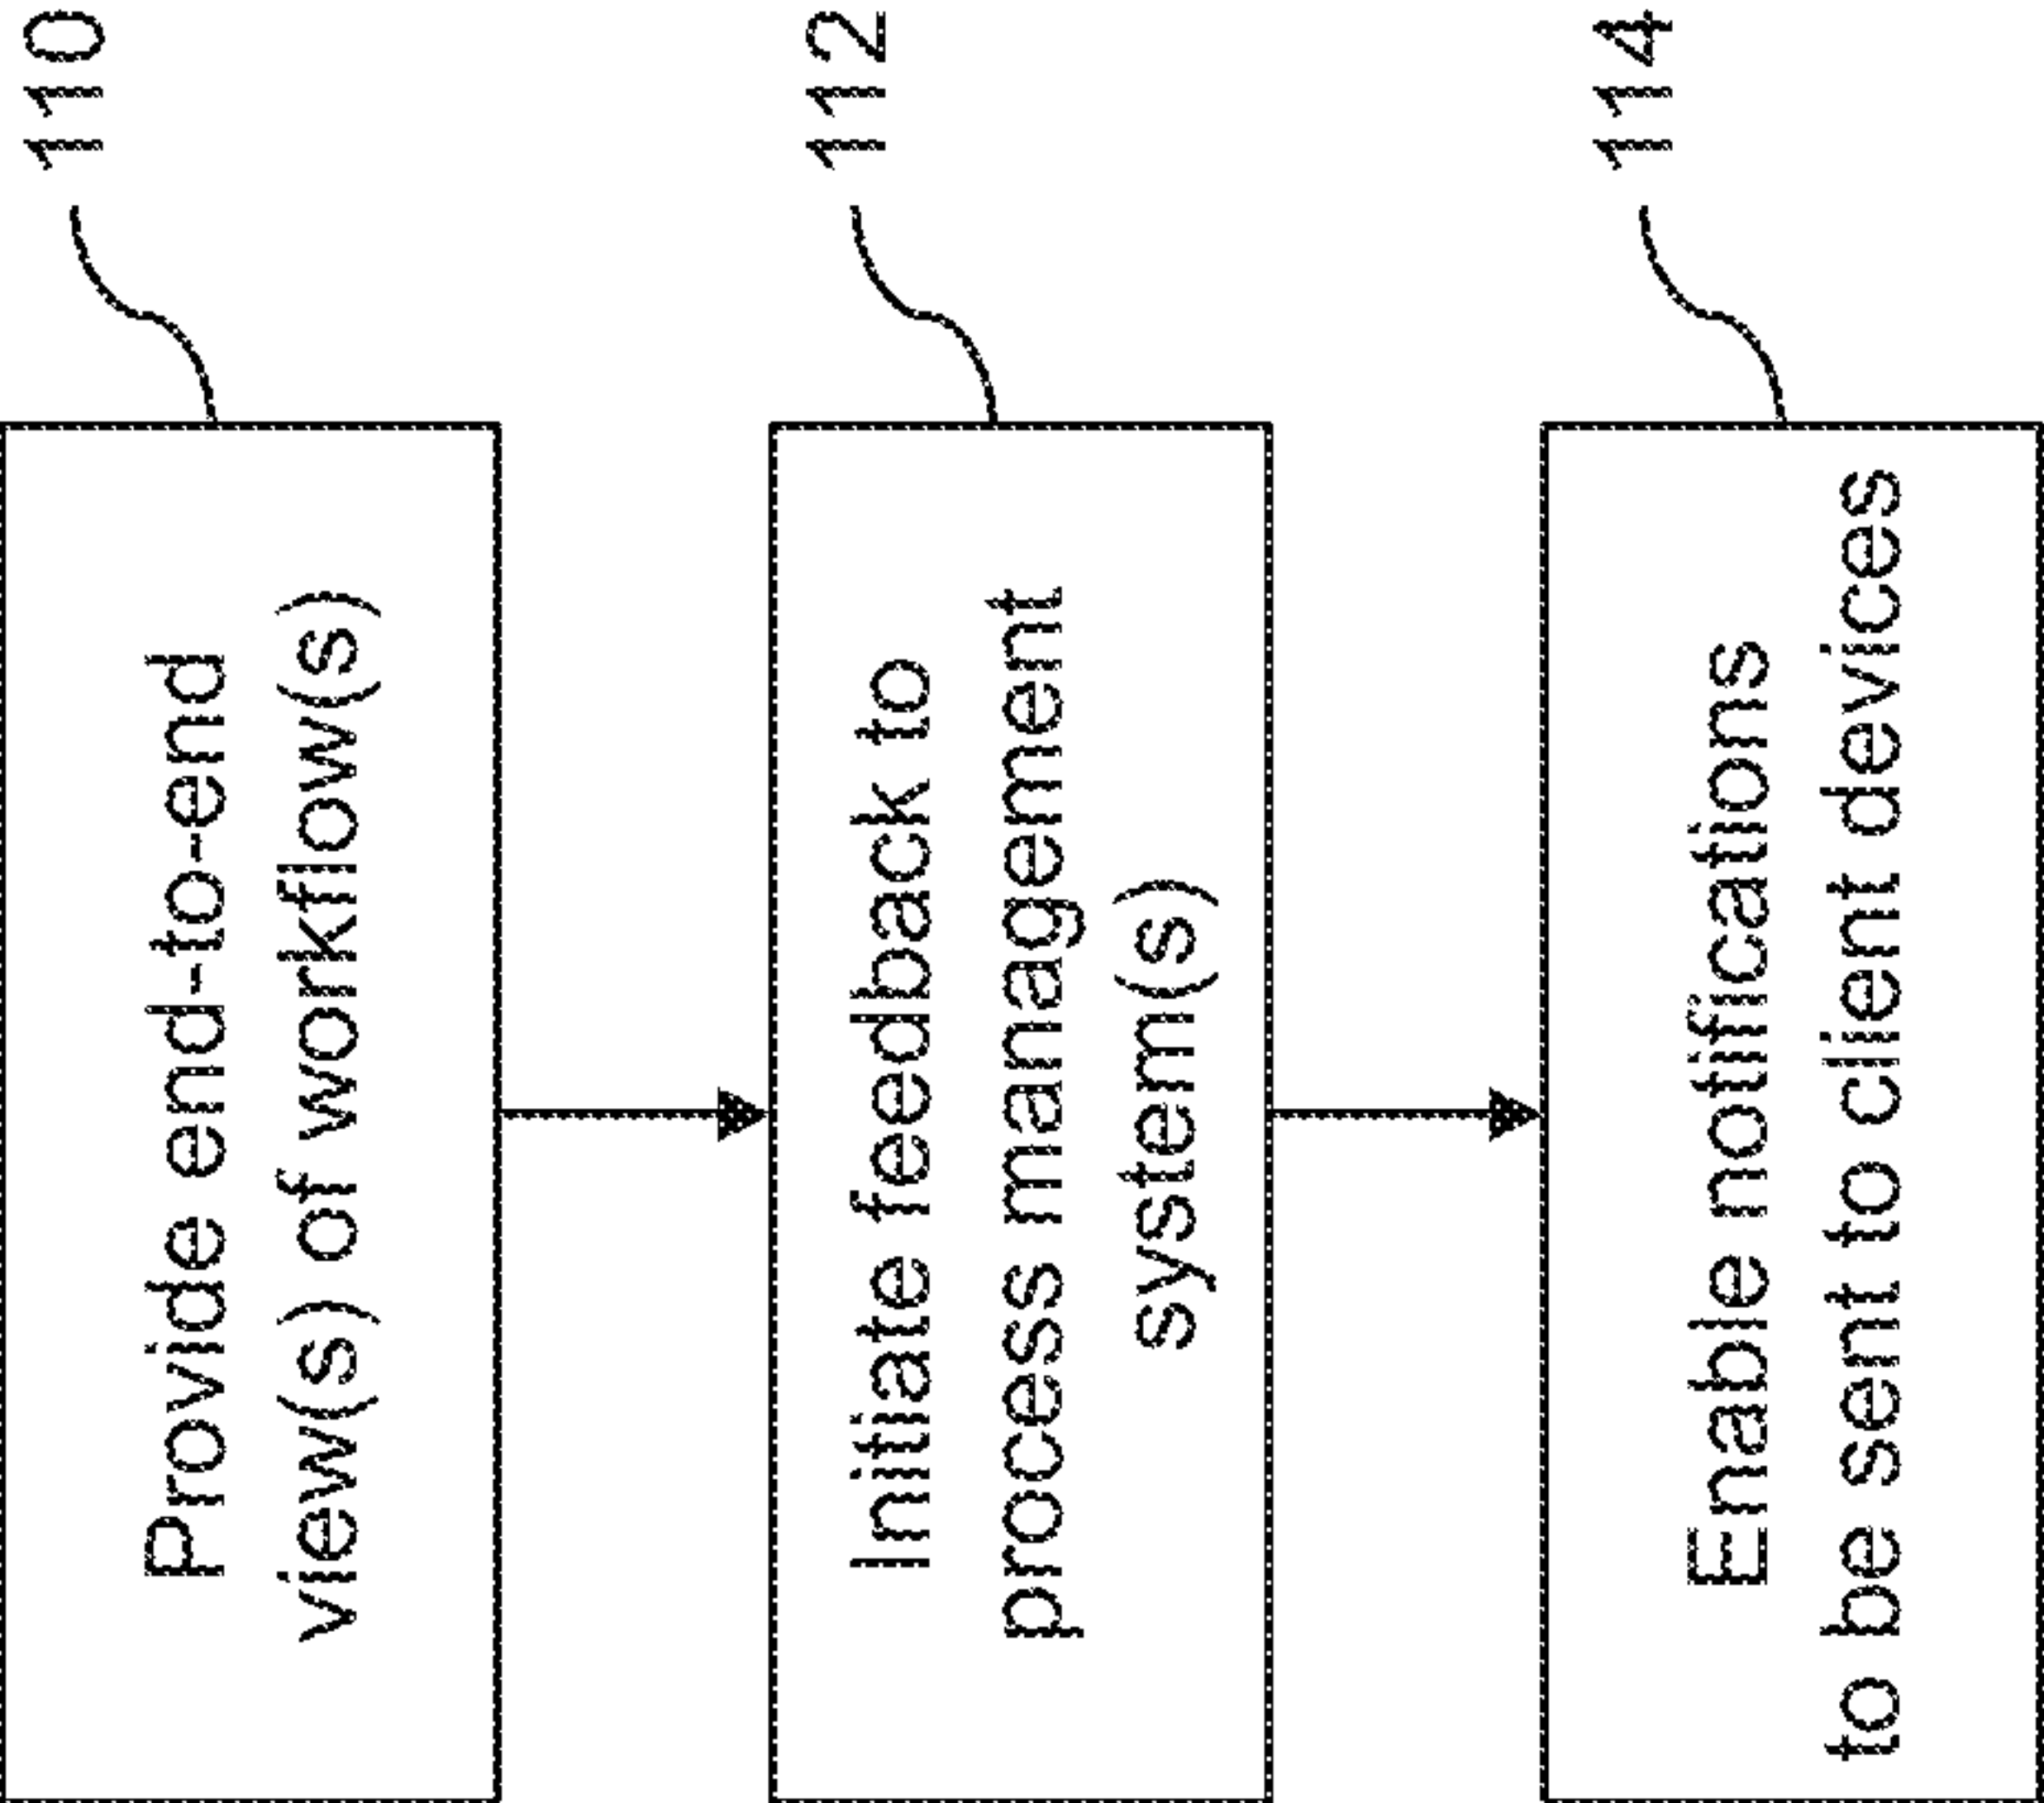 110
Provide end-to-end
view(s) of workflow(s)
112
Initiate feedback to
process management
system(s)
114
Enable notifications
to be sent to client devices